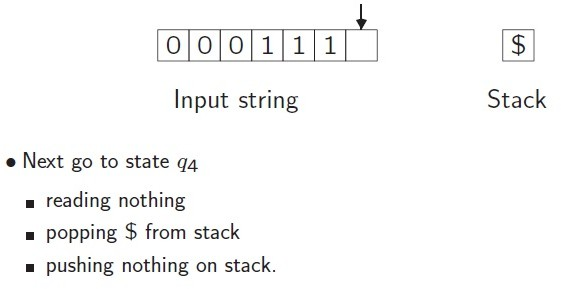 0 0 0 1 1 1 $
Input string Stack
• Next go to state q4
▪ reading nothing
▪ popping $ from stack
▪ pushing nothing on stack.